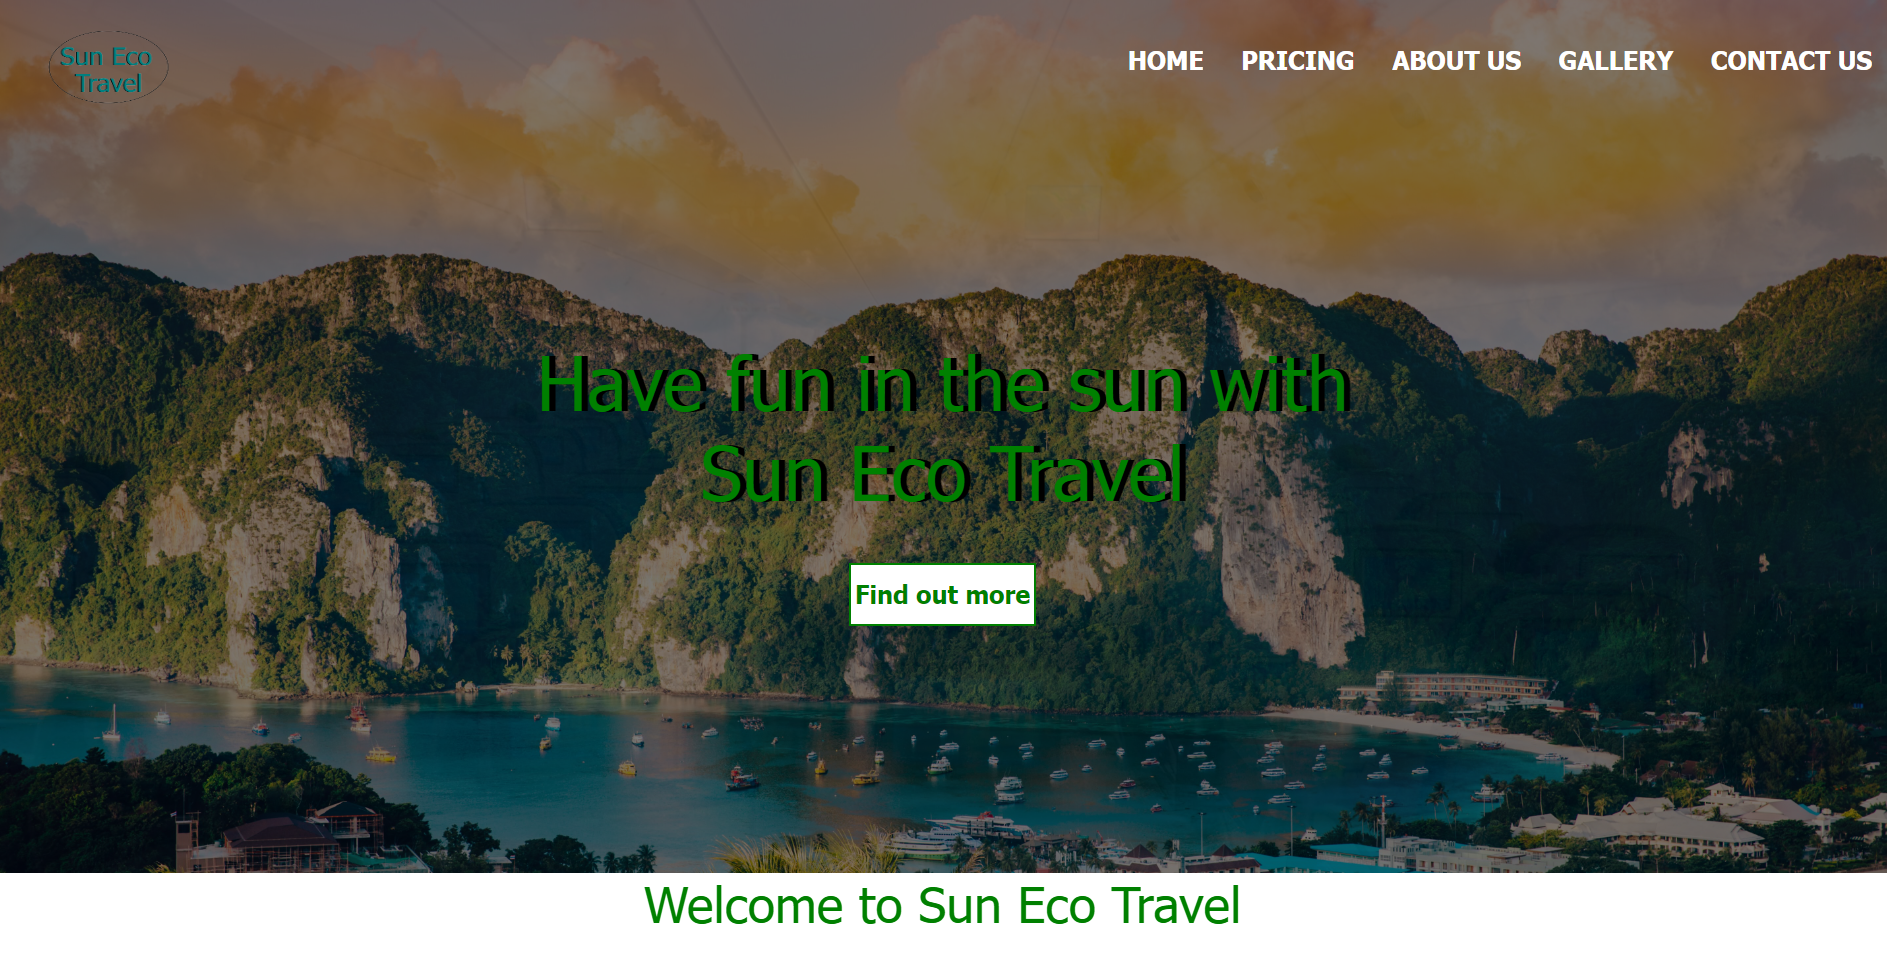 Sun Eco
Travel
HOME PRICING ABOUT US GALLERY CONTACT US
Have fun in the sun with
Sun Eco Travel
Find out more
Welcome to Sun Eco Travel